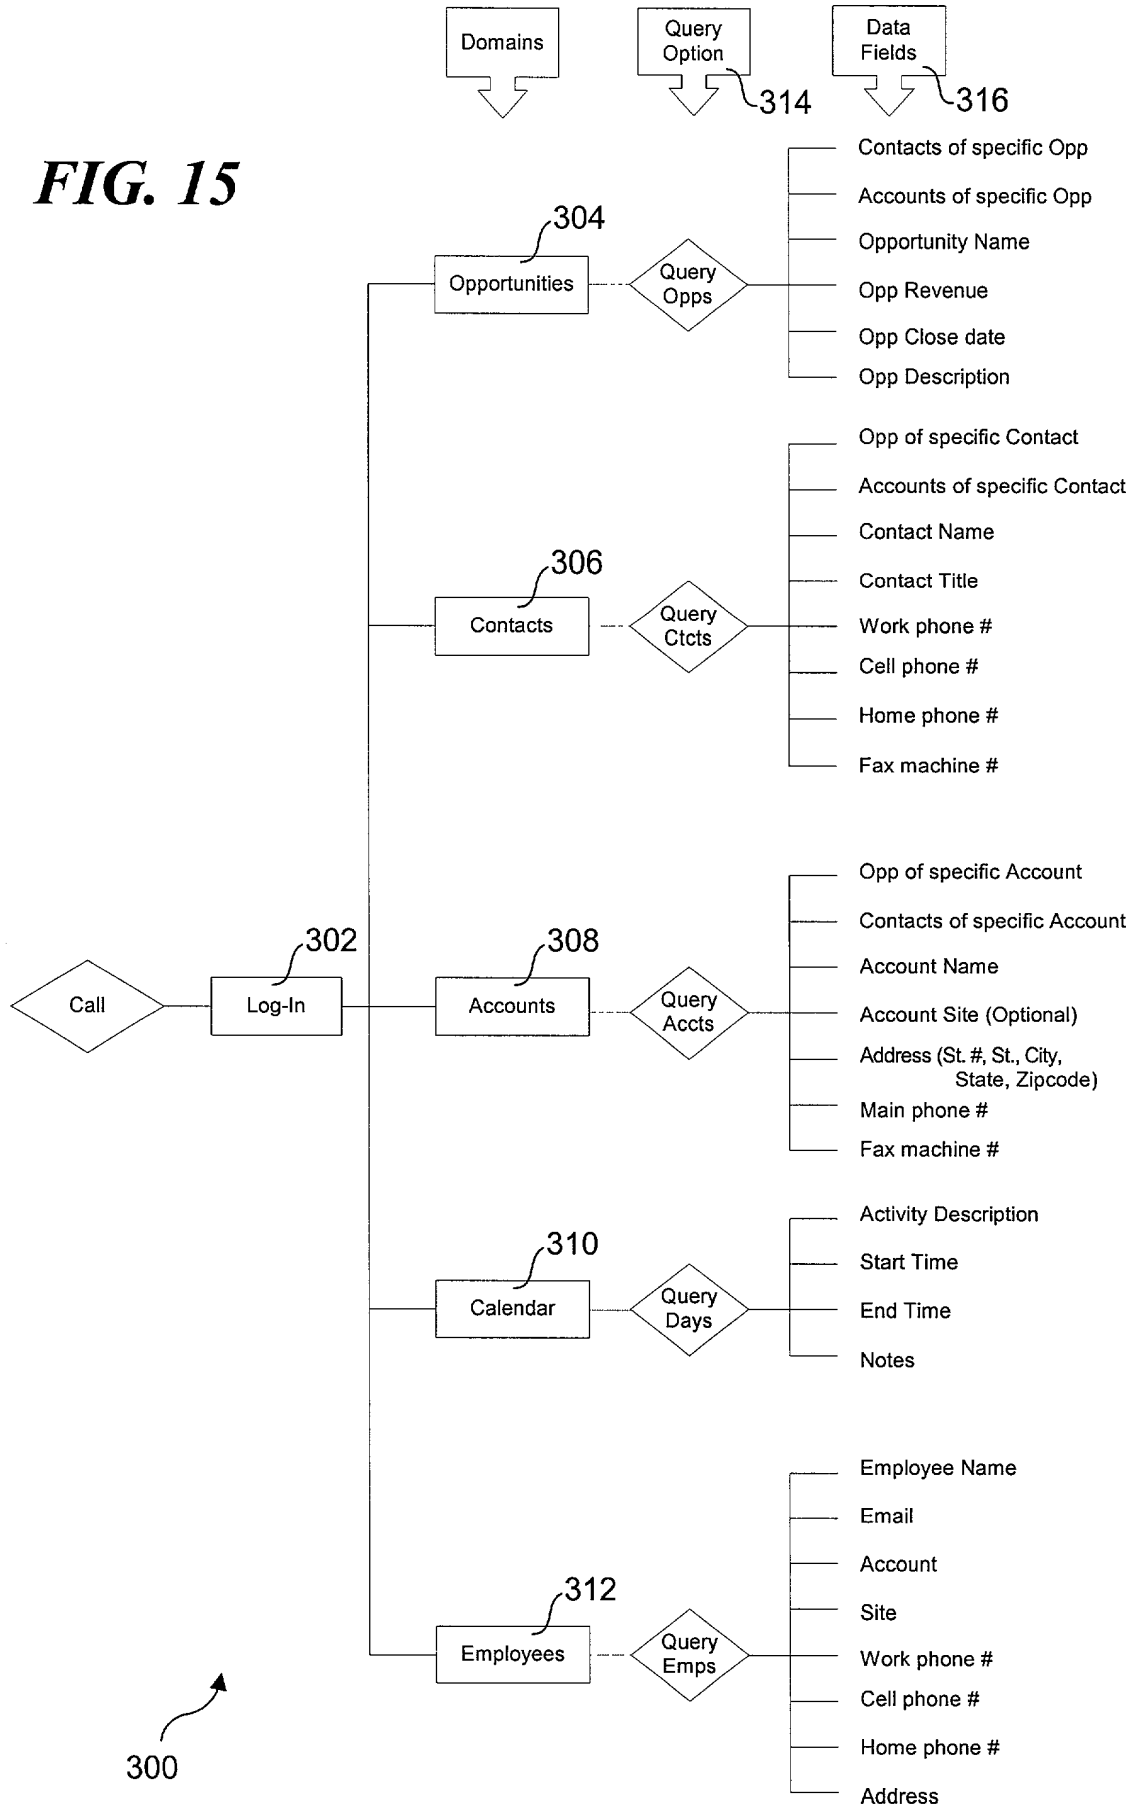 Domains
Query
Option
314
Data
Fields
316
FIG. 15
304
Opportunities
Query
Opps
Contacts of specific Opp
Accounts of specific Opp
Opportunity Name
Opp Revenue
Opp Close date
Opp Description
306
Contacts
Query
Ctcts
Opp of specific Contact
Accounts of specific Contact
Contact Name
Contact Title
Work phone #
Cell phone #
Home phone #
Fax machine #
Call
302
Log-In
308
Accounts
Query
Accts
Opp of specific Account
Contacts of specific Account
Account Name
Account Site (Optional)
Address (St. #, St., City,
State, Zipcode)
Main phone #
Fax machine #
310
Calendar
Query
Days
Activity Description
Start Time
End Time
Notes
312
Employees
Query
Emps
Employee Name
Email
Account
Site
Work phone #
Cell phone #
Home phone #
Address
300